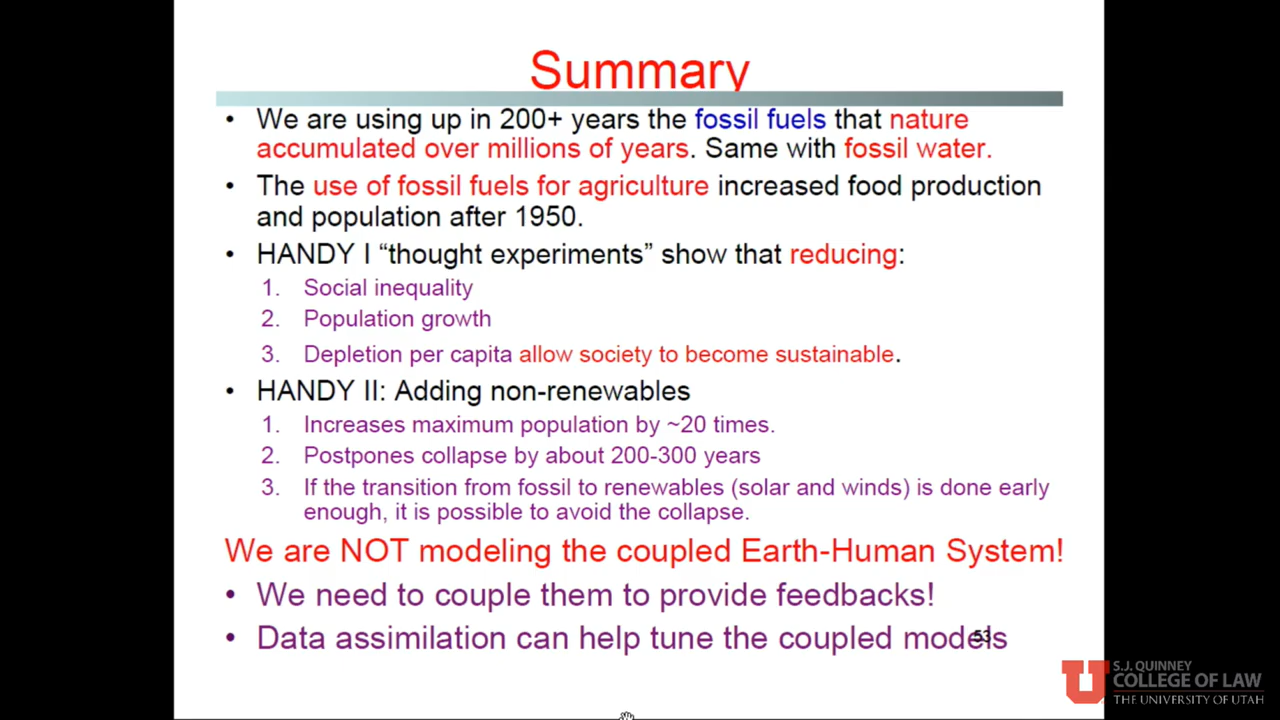 Summary
• We are using up in 200+ years the fossil fuels that nature
accumulated over millions of years. Same with fossil water.
• The use of fossil fuels for agriculture increased food production
and population after 1950.
• HANDY I “thought experiments” show that reducing:
1. Social inequality
2. Population growth
3. Depletion per capita allow society to become sustainable.
• HANDY II: Adding non-renewables
1. Increases maximum population by ~20 times.
2. Postpones collapse by about 200-300 years
3. If the transition from fossil to renewables (solar and winds) is done early
enough, it is possible to avoid the collapse.
We are NOT modeling the coupled Earth-Human System!
• We need to couple them to provide feedbacks!
• Data assimilation can help tune the coupled models
53
U
S.J. QUINNEY
COLLEGE OF LAW
THE UNIVERSITY OF UTAH